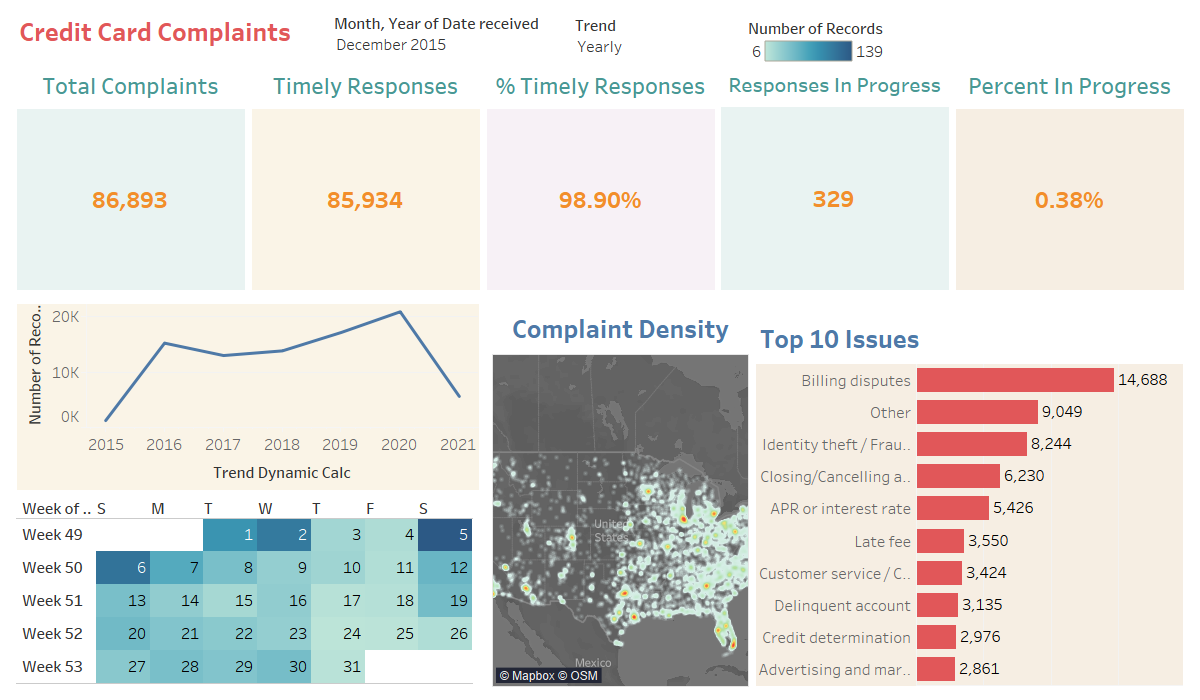 Credit Card Complaints
Month, Year of Date received
December 2015
Trend
Yearly
Number of Records
6 139
Total Complaints
86,893
Timely Responses
85,934
% Timely Responses
98.90%
Responses In Progress
329
Percent In Progress
0.38%
Number of Reco..
20K
10K
0K
2015 2016 2017 2018 2019 2020 2021
Trend Dynamic Calc
Week of .. S M T W T F S
Week 49 1 2 3 4 5
Week 50 6 7 8 9 10 11 12
Week 51 13 14 15 16 17 18 19
Week 52 20 21 22 23 24 25 26
Week 53 27 28 29 30 31
Complaint Density
United
States
Mexico
© Mapbox © OSM
Top 10 Issues
Billing disputes 14,688
Other 9,049
Identity theft / Frau.. 8,244
Closing/Cancelling a.. 6,230
APR or interest rate 5,426
Late fee 3,550
Customer service / C.. 3,424
Delinquent account 3,135
Credit determination 2,976
Advertising and mar.. 2,861